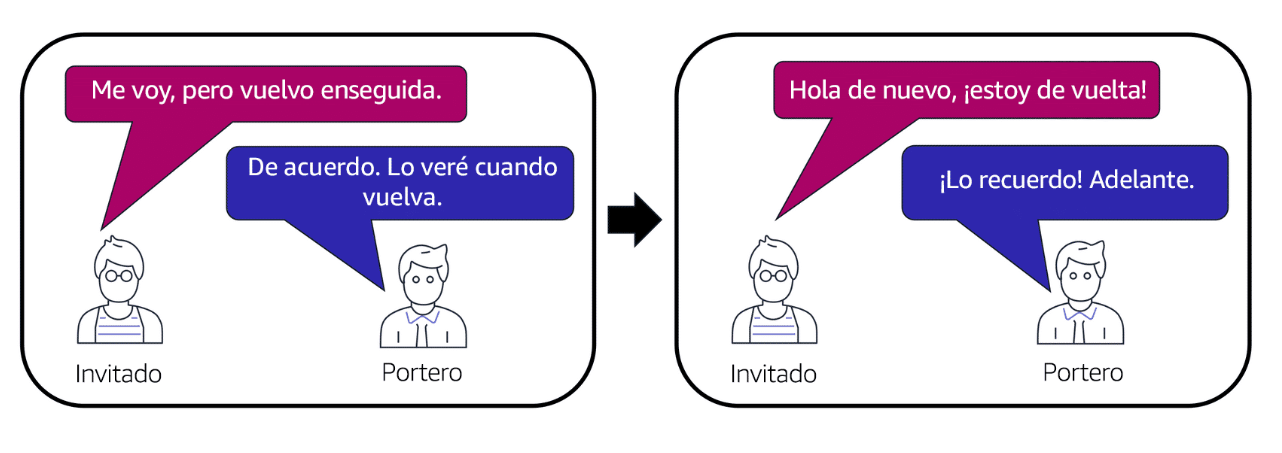 Me voy, pero vuelvo enseguida.
De acuerdo. Lo veré cuando
vuelva.
Invitado
Portero
Hola de nuevo, ¡estoy de vuelta!
¡Lo recuerdo! Adelante.
Invitado
Portero